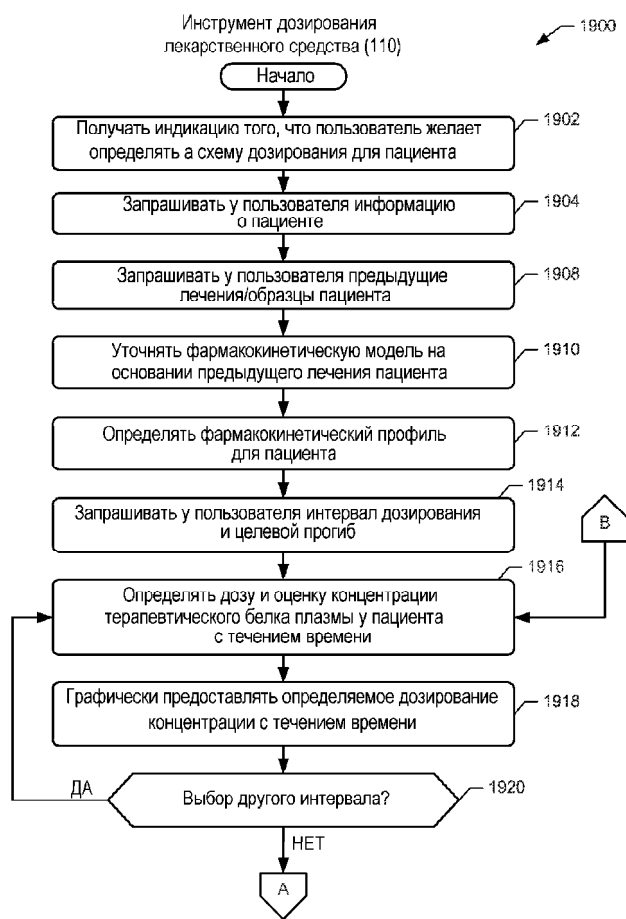 Инструмент дозирования
лекарственного средства (110)
1900
Начало
Получать индикацию того, что пользователь желает
определять а схему дозирования для пациента
1902
Запрашивать у пользователя информацию
о пациенте
1904
Запрашивать у пользователя предыдущие
лечения/образцы пациента
1908
Уточнять фармакокинетическую модель на
основании предыдущего лечения пациента
1910
Определять фармакокинетический профиль
для пациента
1912
Запрашивать у пользователя интервал дозирования
и целевой прогиб
1914
B
Определять дозу и оценку концентрации
терапевтического белка плазмы у пациента
с течением времени
1916
Графически предоставлять определяемое дозирование
концентрации с течением времени
1918
ДА
Выбор другого интервала?
1920
НЕТ
A